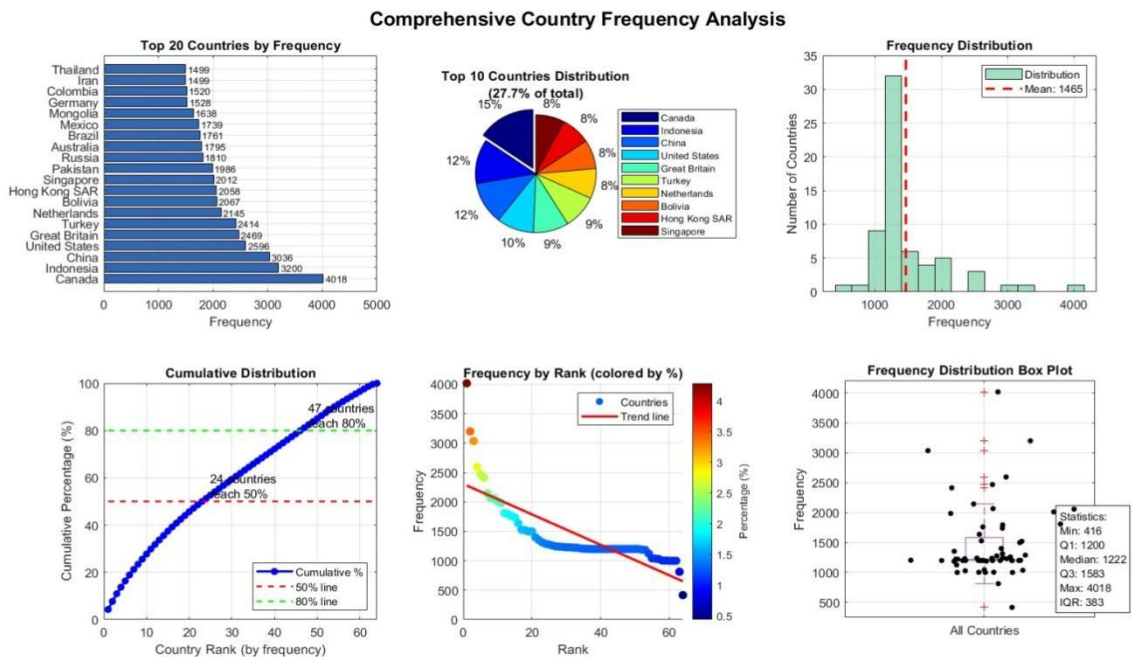 Comprehensive Country Frequency Analysis
Top 20 Countries by Frequency
Thailand 1499
Iran 1499
Colombia 1520
Germany 1528
Mongolia 1638
Mexico 1739
Brazil 1761
Australia 1795
Russia 1810
Pakistan 1986
Singapore 2012
Hong Kong SAR 2058
Bolivia 2067
Netherlands 2145
Turkey 2414
Great Britain 2469
United States 2596
China 3036
Indonesia 3200
Canada 4018
0 1000 2000 3000 4000 5000
Frequency
Top 10 Countries Distribution
(27.7% of total)
15%
12%
12%
10%
9%
9%
8%
8%
8%
8%
Canada
Indonesia
China
United States
Great Britain
Turkey
Netherlands
Bolivia
Hong Kong SAR
Singapore
Frequency Distribution
Distribution
Mean: 1465
Number of Countries
35
30
25
20
15
10
5
0
1000 2000 3000 4000
Frequency
Cumulative Distribution
Cumulative Percentage (%)
100
80
60
40
20
0
47 countries
reach 80%
24 countries
reach 50%
Cumulative %
50% line
80% line
0 10 20 30 40 50 60
Country Rank (by frequency)
Frequency by Rank (colored by %)
Countries
Trend line
Frequency
4000
3500
3000
2500
2000
1500
1000
500
0 20 40 60
Rank
4
3.5
3
2.5
2
1.5
1
0.5
Percentage (%)
Frequency Distribution Box Plot
Frequency
4000
3500
3000
2500
2000
1500
1000
500
All Countries
Statistics:
Min: 416
Q1: 1200
Median: 1222
Q3: 1583
Max: 4018
IQR: 383